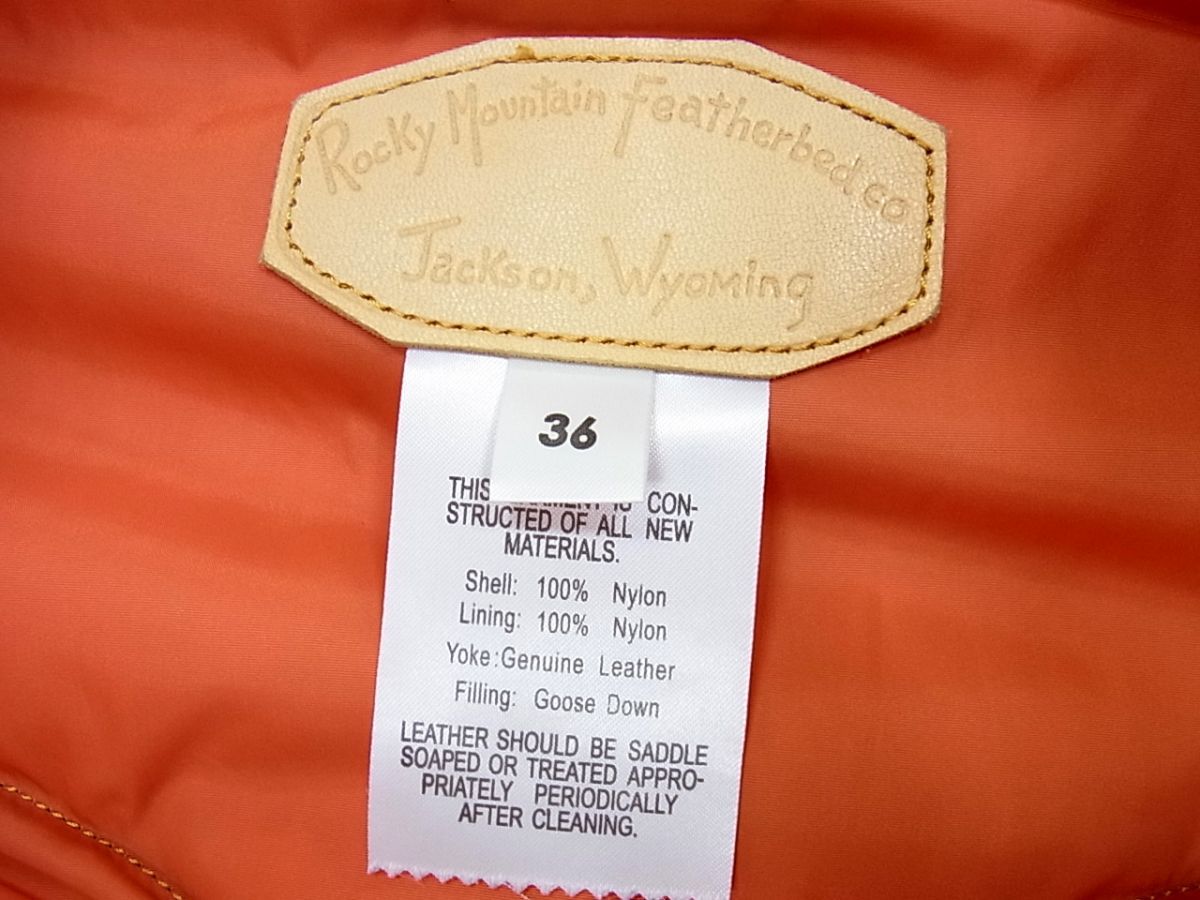 Rocky Mountain Featherbed co
Jackson, Wyoming
36
THIS IS CON-
STRUCTED OF ALL NEW
MATERIALS.
Shell: 100% Nylon
Lining: 100% Nylon
Yoke:Genuine Leather
Filling: Goose Down
LEATHER SHOULD BE SADDLE
SOAPED OR TREATED APPRO-
PRIATELY PERIODICALLY
AFTER CLEANING.